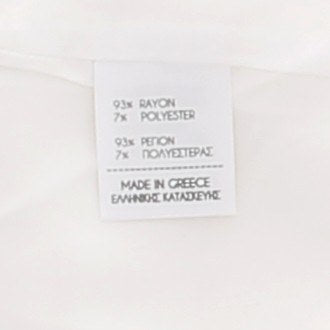 93% RAYON
7% POLYESTER
93% ΡΕΓΙΟΝ
7% ΠΟΛΥΕΣΤΕΡΑΣ
MADE IN GREECE
ΕΛΛΗΝΙΚΗΣ ΚΑΤΑΣΚΕΥΗΣ